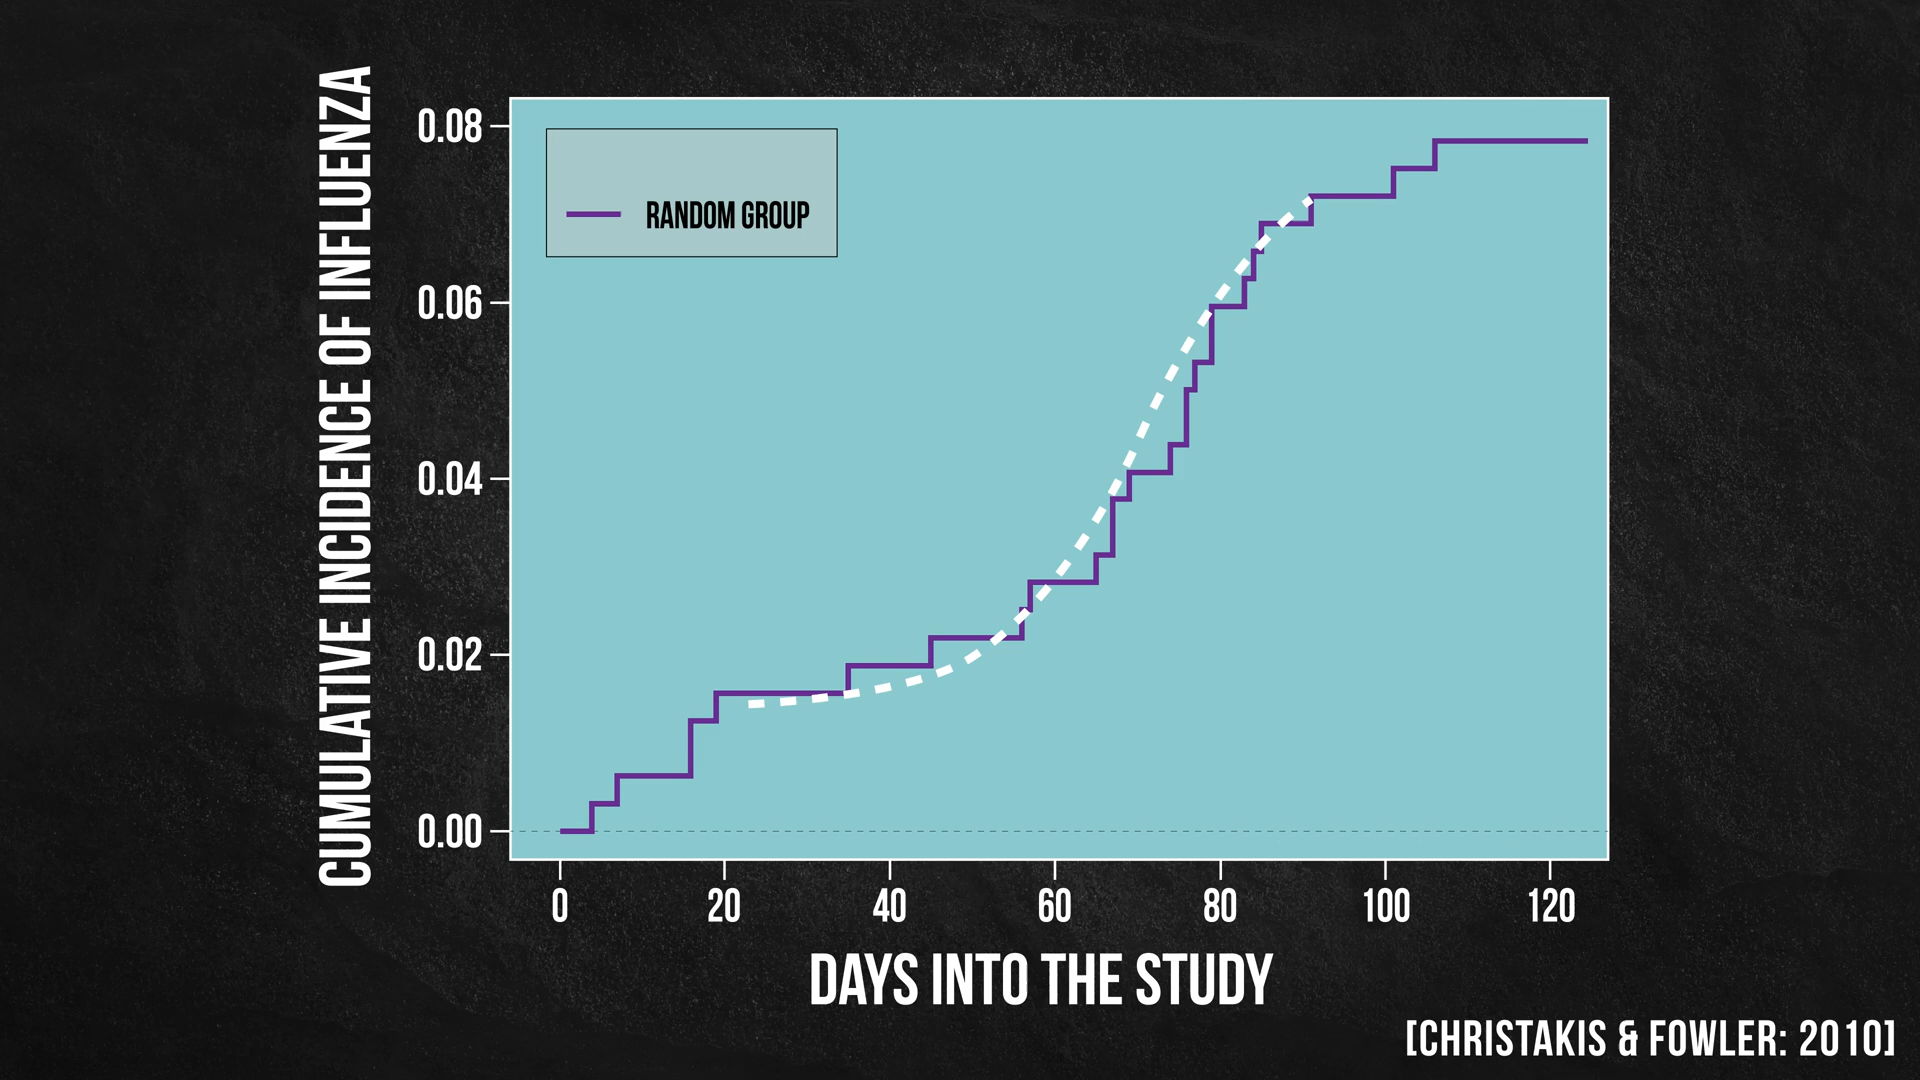 CUMULATIVE INCIDENCE OF INFLUENZA
0.08
0.06
0.04
0.02
0.00
RANDOM GROUP
0 20 40 60 80 100 120
DAYS INTO THE STUDY
[CHRISTAKIS & FOWLER: 2010]